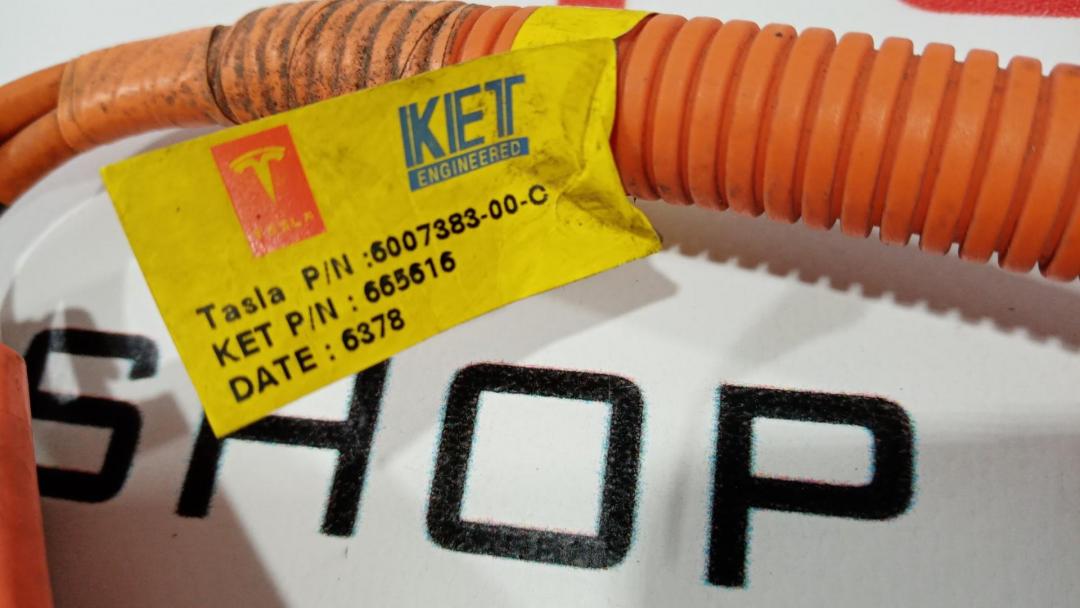 TESLA
KET
ENGINEERED
Tasla P/N :6007383-00-C
KET P/N : 665616
DATE : 6378
SHOP